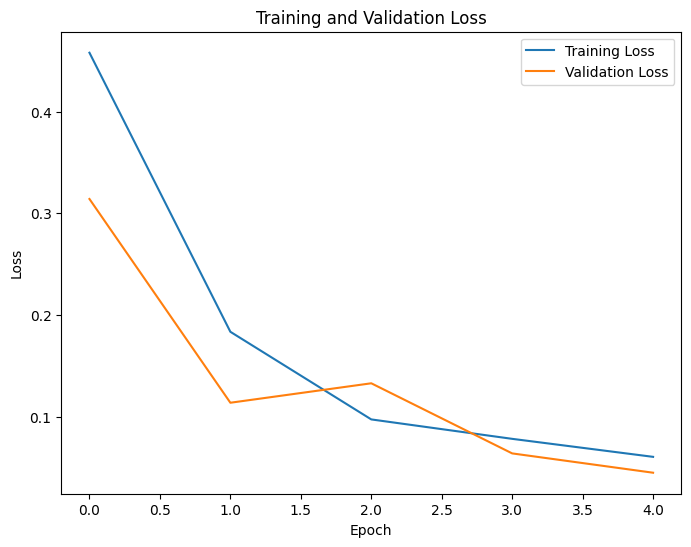 Training and Validation Loss
Training Loss
Validation Loss
0.4
0.3
0.2
0.1
Loss
0.0 0.5 1.0 1.5 2.0 2.5 3.0 3.5 4.0
Epoch